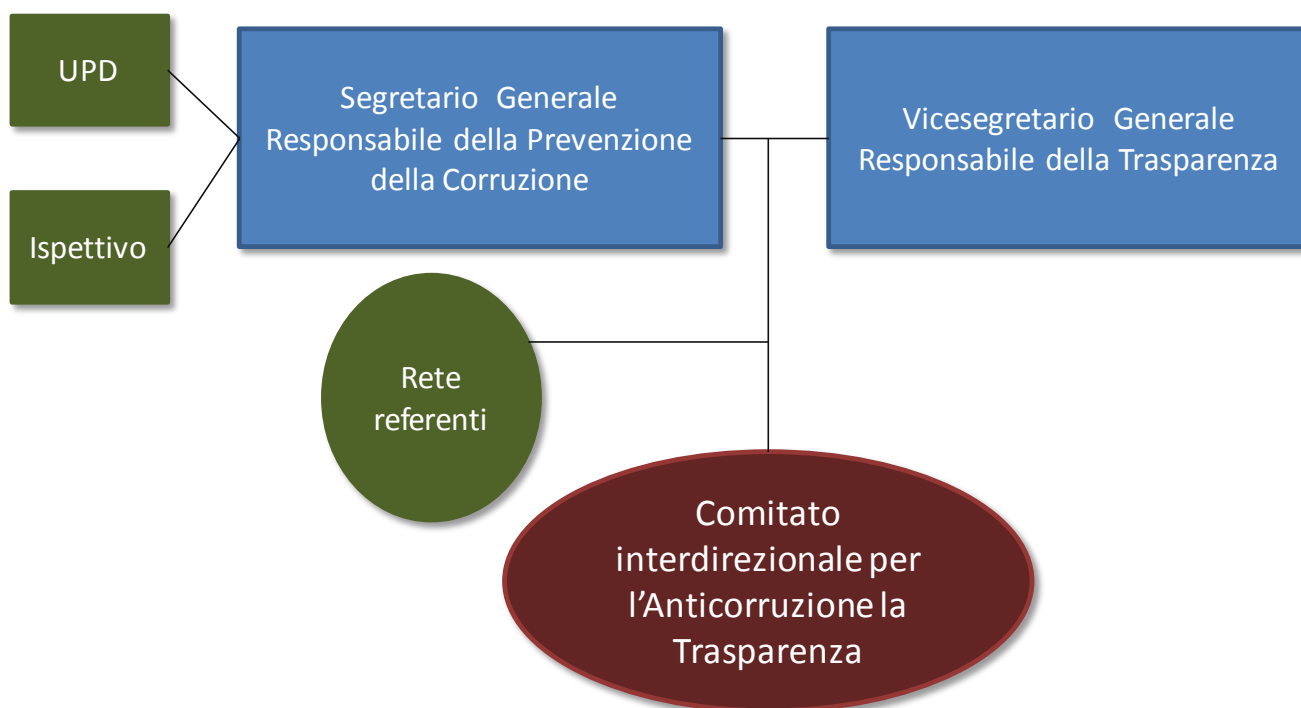 UPD
Ispettivo
Segretario Generale
Responsabile della Prevenzione
della Corruzione
Vicesegretario Generale
Responsabile della Trasparenza
Rete
referenti
Comitato
interdirezionale per
l’Anticorruzione la
Trasparenza